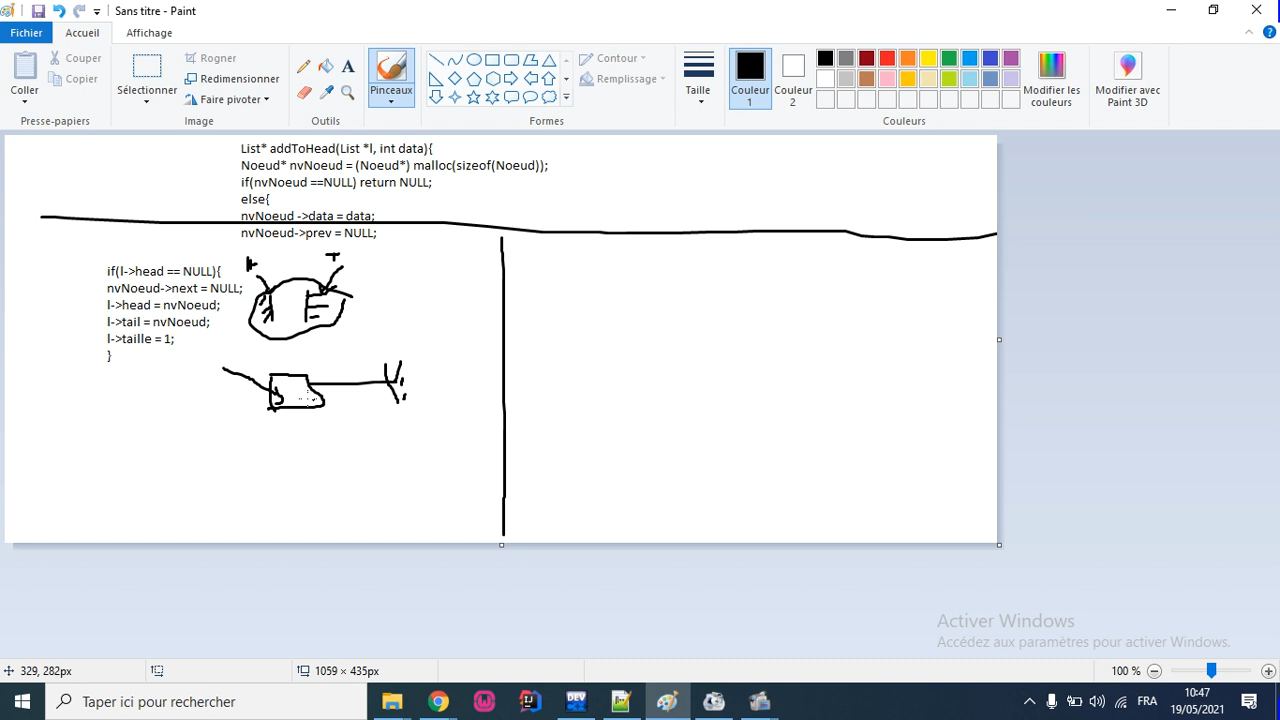 Sans titre - Paint
Fichier
Accueil
Affichage
Coller
Couper
Copier
Presse-papiers
Sélectionner
Rogner
Redimensionner
Faire pivoter
Image
A
Outils
Pinceaux
Contour
Remplissage
Formes
Taille
Couleur
1
Couleur
2
Modifier les
couleurs
Couleurs
Modifier avec
Paint 3D
List* addToHead(List *l, int data){
Noeud* nvNoeud = (Noeud*) malloc(sizeof(Noeud));
if(nvNoeud ==NULL) return NULL;
else{
nvNoeud ->data = data;
nvNoeud->prev = NULL;
if(l->head == NULL){
nvNoeud->next = NULL;
l->head = nvNoeud;
l->tail = nvNoeud;
l->taille = 1;
}
T
Activer Windows
Accédez aux paramètres pour activer Windows.
329, 282px
1059 × 435px
100 %
Taper ici pour rechercher
DEV
FRA
10:47
19/05/2021